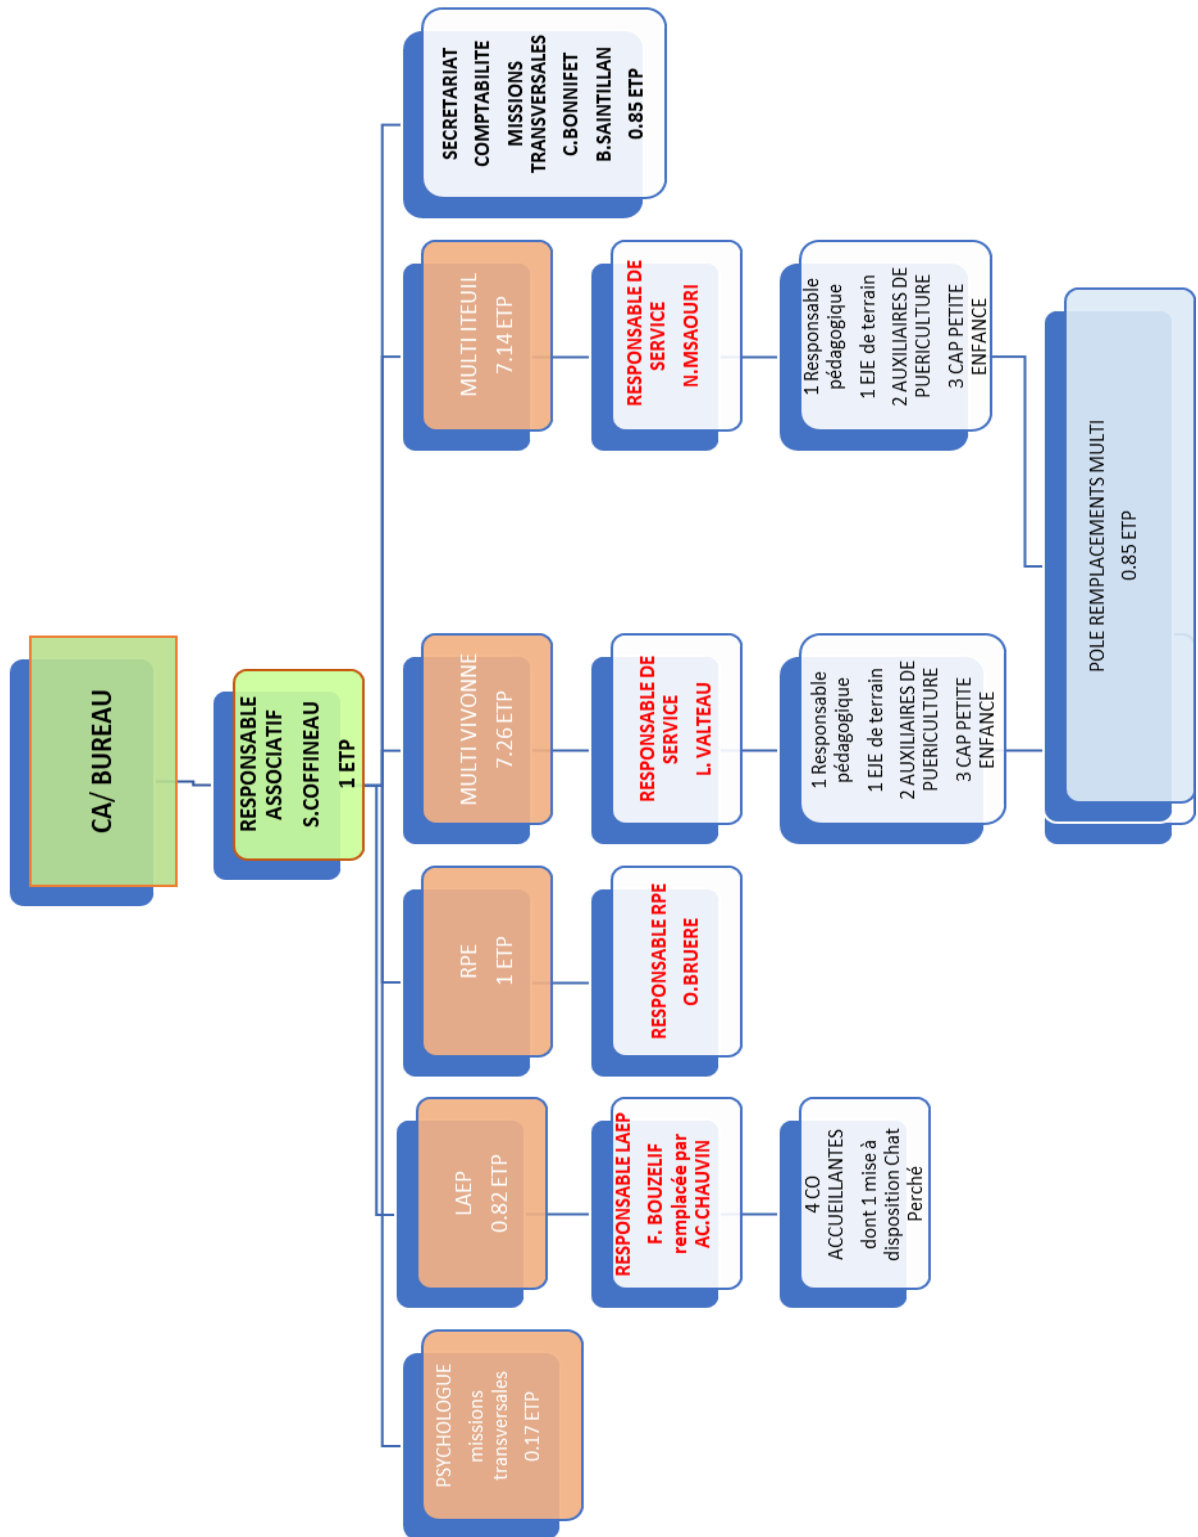 CA/ BUREAU
RESPONSABLE
ASSOCIATIF
S.COFFINEAU
1 ETP
PSYCHOLOGUE
missions
transversales
0.17 ETP
LAEP
0.82 ETP
RESPONSABLE LAEP
F. BOUZELIF
remplacée par
AC.CHAUVIN
4 CO
ACCUEILLANTES
dont 1 mise à
disposition Chat
Perché
RPE
1 ETP
RESPONSABLE RPE
O.BRUERE
MULTI VIVONNE
7.26 ETP
RESPONSABLE DE
SERVICE
L. VALTEAU
1 Responsable
pédagogique
1 EJE de terrain
2 AUXILIAIRES DE
PUERICULTURE
3 CAP PETITE
ENFANCE
MULTI ITEUIL
7.14 ETP
RESPONSABLE DE
SERVICE
N.MSAOURI
1 Responsable
pédagogique
1 EJE de terrain
2 AUXILIAIRES DE
PUERICULTURE
3 CAP PETITE
ENFANCE
SECRETARIAT
COMPTABILITE
MISSIONS
TRANSVERSALES
C.BONNIFET
B.SAINTILLAN
0.85 ETP
POLE REMPLACEMENTS MULTI
0.85 ETP